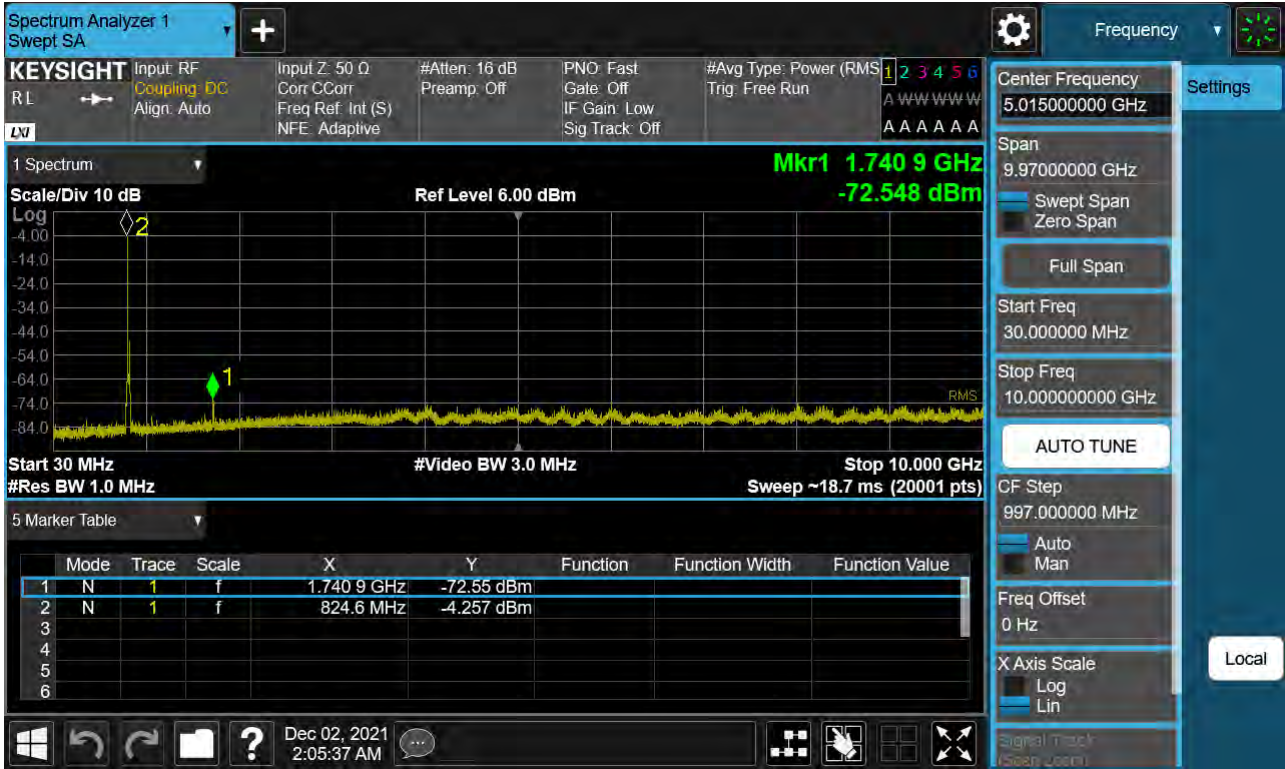 Spectrum Analyzer 1
Swept SA
+
Frequency
KEYSIGHT
RL
LXI
Input: RF
Coupling: DC
Align: Auto
Input Z: 50 Ω
Corr CCorr
Freq Ref: Int (S)
NFE: Adaptive
#Atten: 16 dB
Preamp: Off
PNO: Fast
Gate: Off
IF Gain: Low
Sig Track: Off
#Avg Type: Power (RMS
Trig: Free Run
1 2 3 4 5 6
A W W W W W
A A A A A A
1 Spectrum
Mkr1 1.740 9 GHz
-72.548 dBm
Scale/Div 10 dB
Ref Level 6.00 dBm
Log
2
-4.00
-14.0
-24.0
-34.0
-44.0
-54.0
-64.0
1
-74.0
RMS
-84.0
Start 30 MHz
#Video BW 3.0 MHz
Stop 10.000 GHz
#Res BW 1.0 MHz
Sweep ~18.7 ms (20001 pts)
5 Marker Table
Mode Trace Scale X Y Function Function Width Function Value
1 N 1 f 1.740 9 GHz -72.55 dBm
2 N 1 f 824.6 MHz -4.257 dBm
3
4
5
6
Center Frequency
5.015000000 GHz
Settings
Span
9.97000000 GHz
Swept Span
Zero Span
Full Span
Start Freq
30.000000 MHz
Stop Freq
10.000000000 GHz
AUTO TUNE
CF Step
997.000000 MHz
Auto
Man
Freq Offset
0 Hz
X Axis Scale
Log
Lin
Local
Signal Track
(Span Zoom)
?
Dec 02, 2021
2:05:37 AM